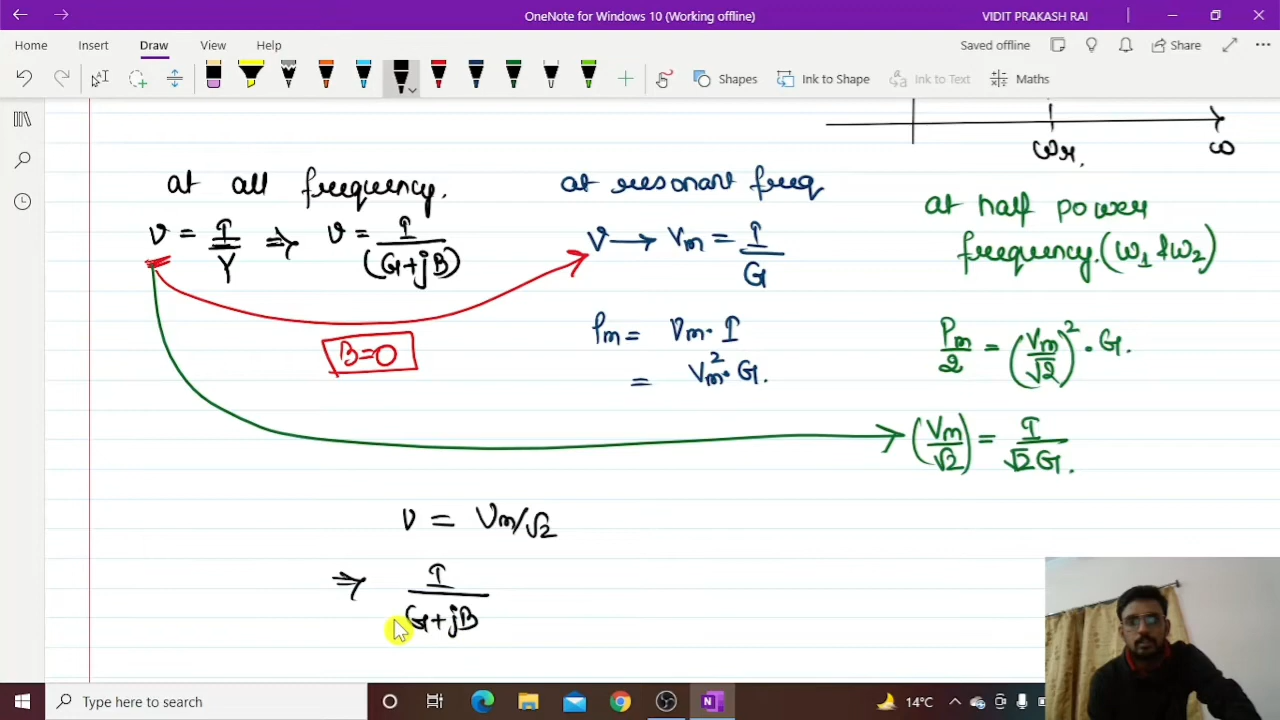 OneNote for Windows 10 (Working offline)
VIDIT PRAKASH RAI
Home Insert Draw View Help
Saved offline
Share
Shapes
Ink to Shape
Ink to Text
Maths
ωr.
ω
at all frequency.
V = I/Y ⇒ V = I/(G+jB)
B=0
at resonant freq
V → Vm = I/G
Pm = Vm. I
= Vm². G.
at half power
frequency. (ω1 & ω2)
Pm/2 = (Vm/√2)² . G.
(Vm/√2) = I/√2G.
V = Vm/√2
⇒ I/G+jB
Type here to search
14°C